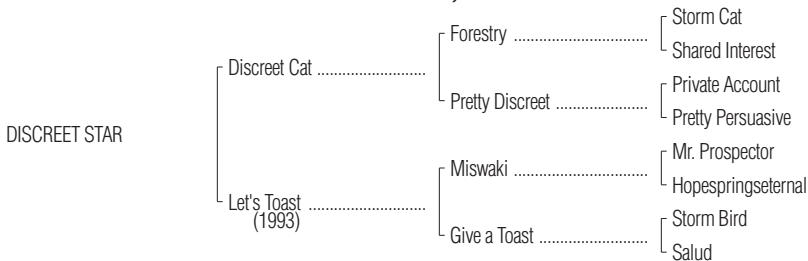 Storm Cat
Forestry ..........................
Shared Interest
Discreet Cat ..........................
Private Account
Pretty Discreet ......................
Pretty Persuasive
DISCREET STAR
Mr. Prospector
Miswaki ..........................
Hopespringseternal
Let's Toast ............................
(1993)
Storm Bird
Give a Toast ..........................
Salud